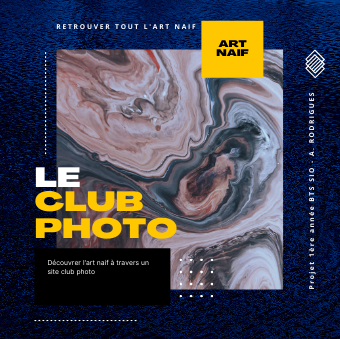 RETROUVER TOUT L'ART NAIF
ART
NAIF
LE
CLUB
PHOTO
Découvrer l'art naif à travers un
site club photo
Projet 1ère année BTS SIO - A. RODRIGUES